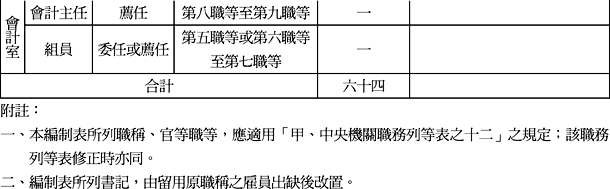 會計室
會計主任 薦任 第八職等至第九職等 一
組員 委任或薦任 第五職等或第六職等至第七職等 一
合計 六十四
附註：
一、本編制表所列職稱、官等職等，應適用「甲、中央機關職務列等表之十二」之規定；該職務
列等表修正時亦同。
二、編制表所列書記，由留用原職稱之雇員出缺後改置。